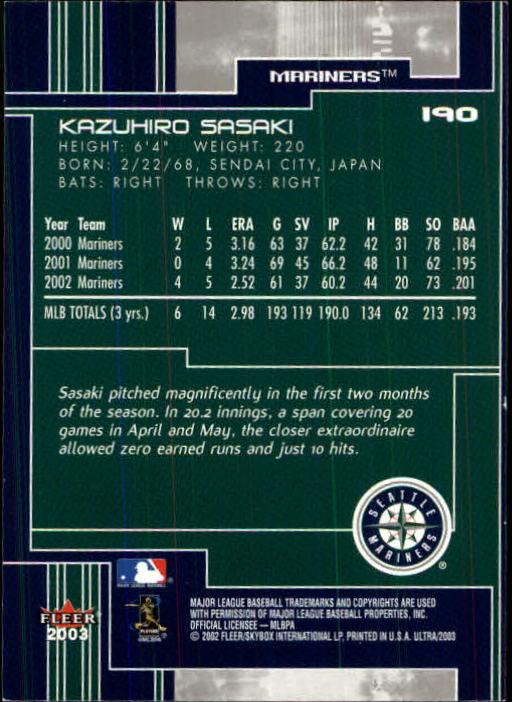 MARINERS™
190
KAZUHIRO SASAKI
HEIGHT: 6'4" WEIGHT: 220
BORN: 2/22/68, SENDAI CITY, JAPAN
BATS: RIGHT THROWS: RIGHT
Year Team W L ERA G SV IP H BB SO BAA
2000 Mariners 2 5 3.16 63 37 62.2 42 31 78 .184
2001 Mariners 0 4 3.24 69 45 66.2 48 11 62 .195
2002 Mariners 4 5 2.52 61 37 60.2 44 20 73 .201
MLB TOTALS (3 yrs.) 6 14 2.98 193 119 190.0 134 62 213 .193
Sasaki pitched magnificently in the first two months
of the season. In 20.2 innings, a span covering 20
games in April and May, the closer extraordinaire
allowed zero earned runs and just 10 hits.
SEATTLE
MARINERS
®
FLEER
2003
MAJOR LEAGUE BASEBALL TRADEMARKS AND COPYRIGHTS ARE USED
WITH PERMISSION OF MAJOR LEAGUE BASEBALL PROPERTIES, INC.
OFFICIAL LICENSEE — MLBPA
© 2002 FLEER/SKYBOX INTERNATIONAL LP. PRINTED IN U.S.A. ULTRA/2003